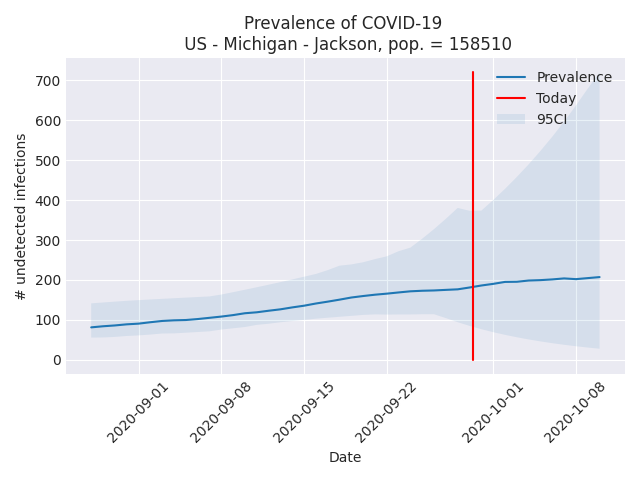 Prevalence of COVID-19
US - Michigan - Jackson, pop. = 158510
Prevalence
Today
95CI
# undetected infections
700
600
500
400
300
200
100
0
2020-09-01
2020-09-08
2020-09-15
2020-09-22
2020-10-01
2020-10-08
Date